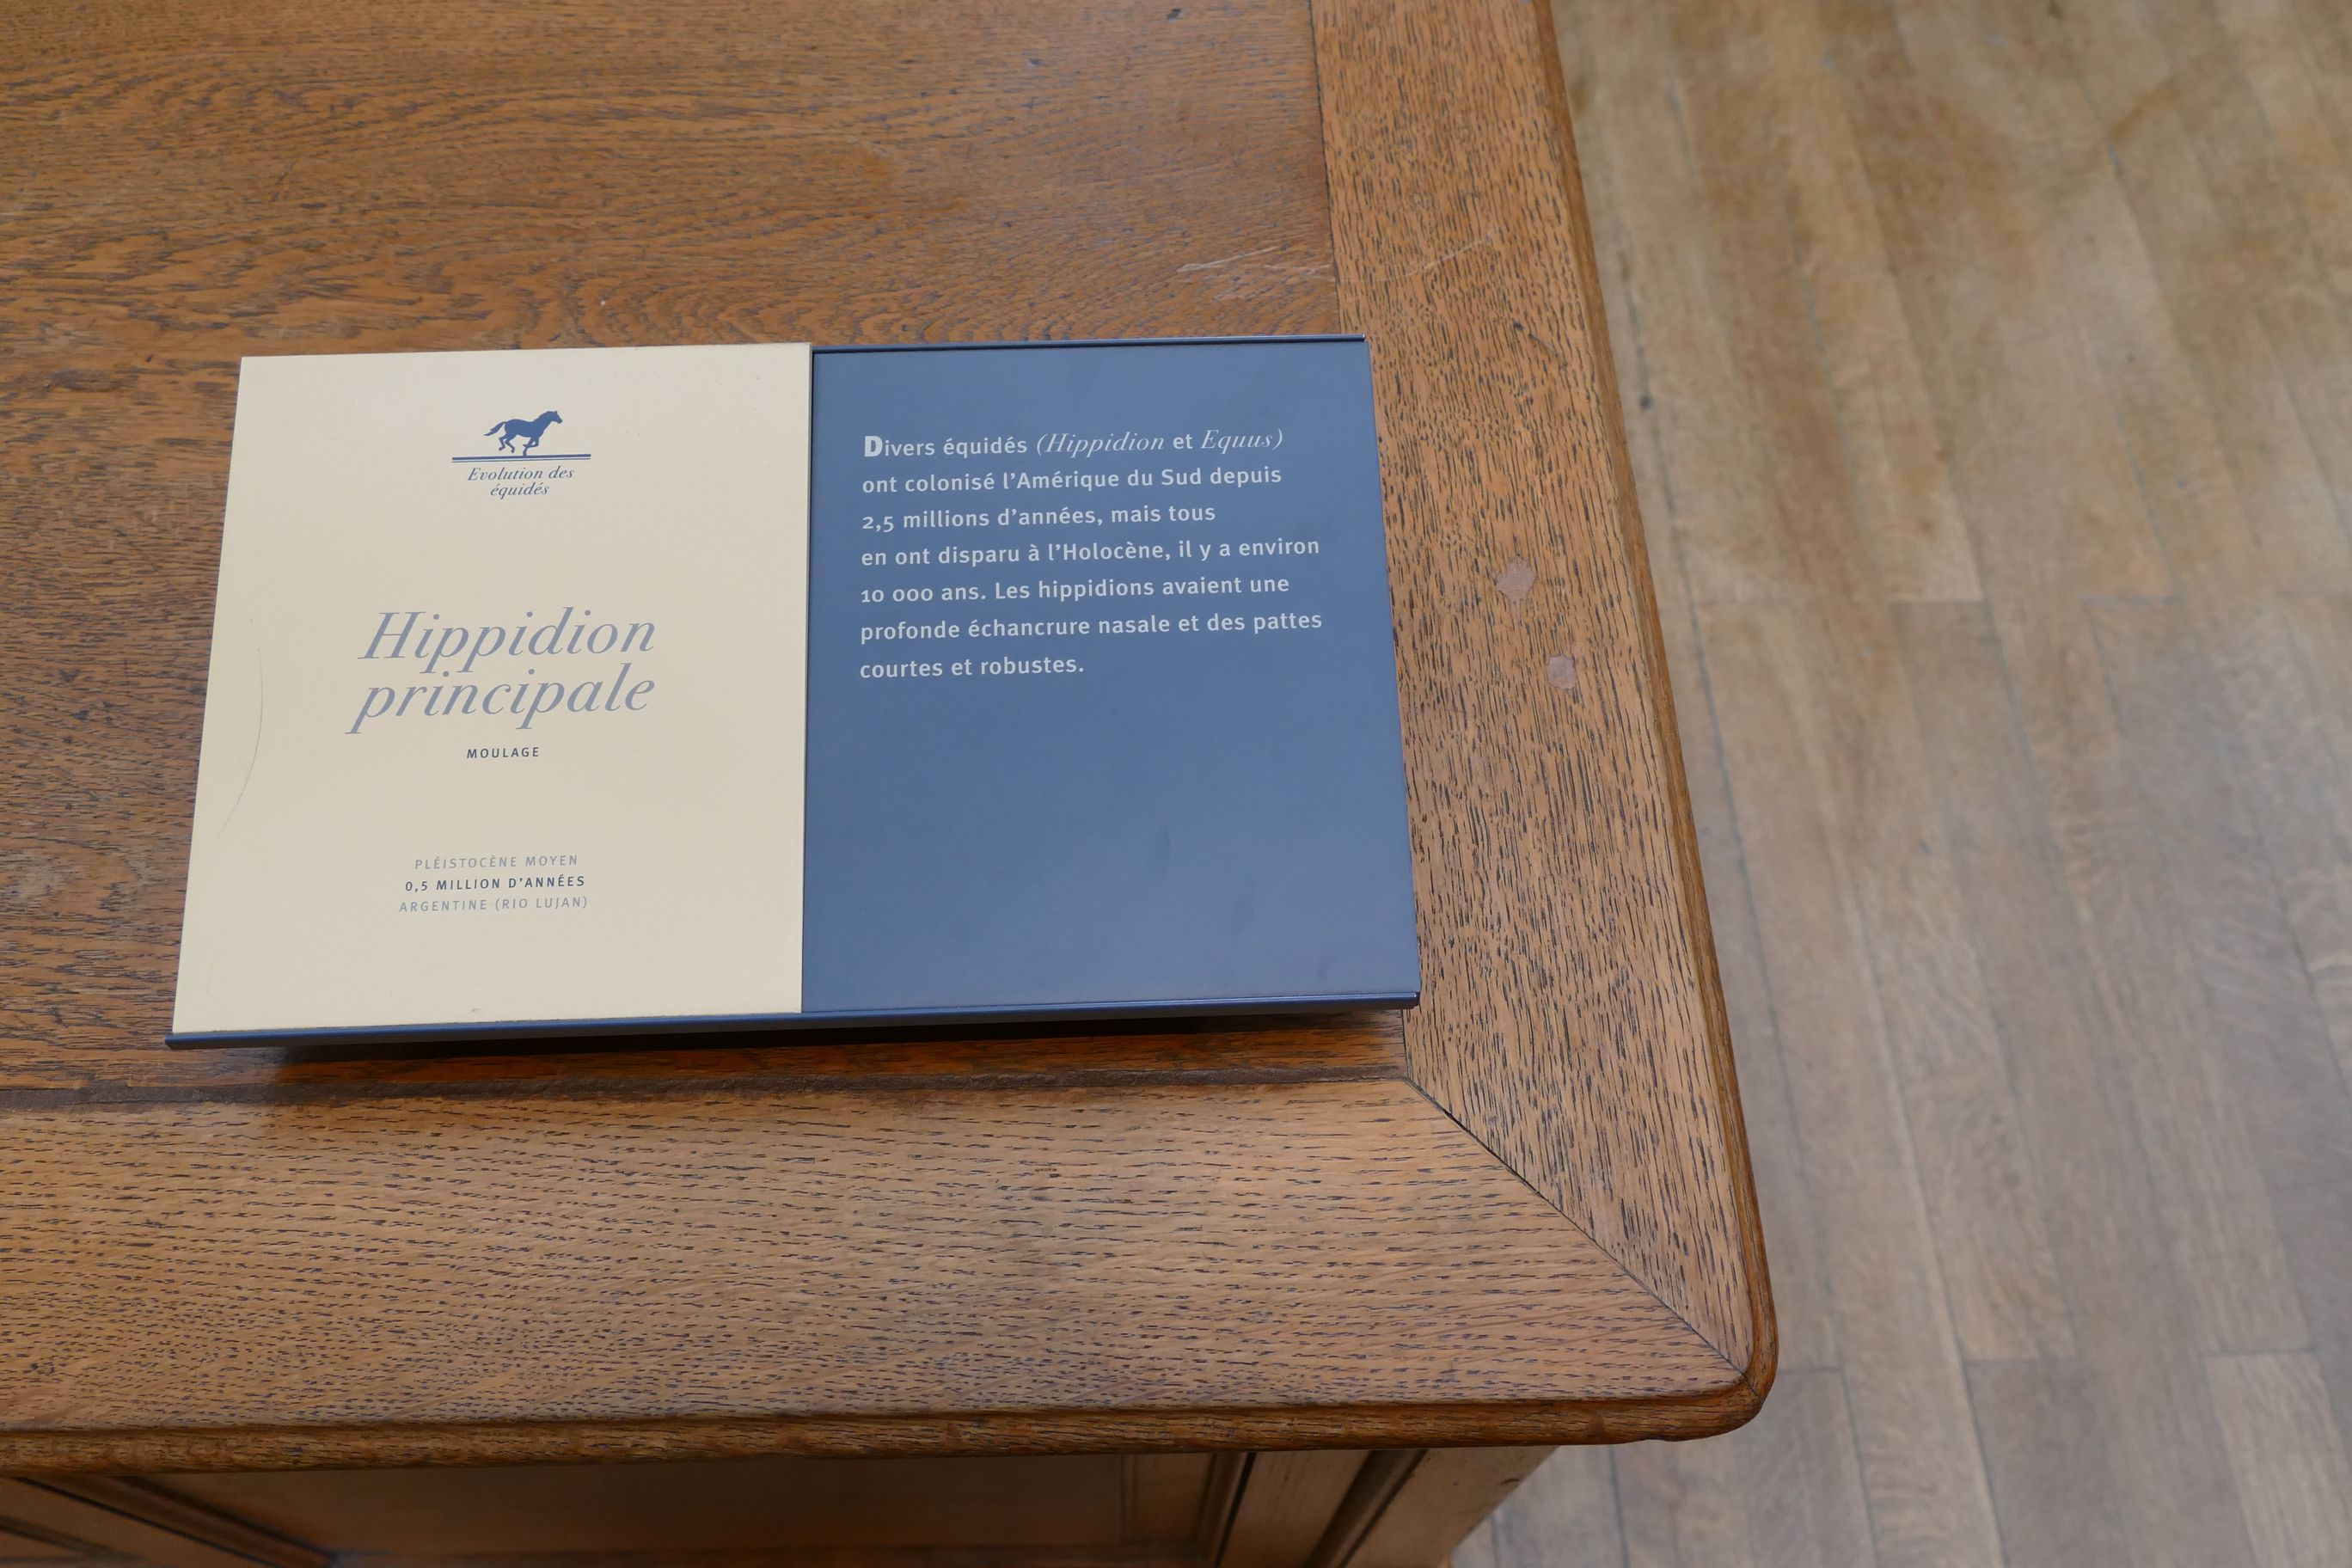 Evolution des
équidés
Hippidion
principale
MOULAGE
PLÉISTOCÈNE MOYEN
0,5 MILLION D'ANNÉES
ARGENTINE (RIO LUJAN)
Divers équidés (Hippidion et Equus)
ont colonisé l'Amérique du Sud depuis
2,5 millions d'années, mais tous
en ont disparu à l'Holocène, il y a environ
10 000 ans. Les hippidions avaient une
profonde échancrure nasale et des pattes
courtes et robustes.